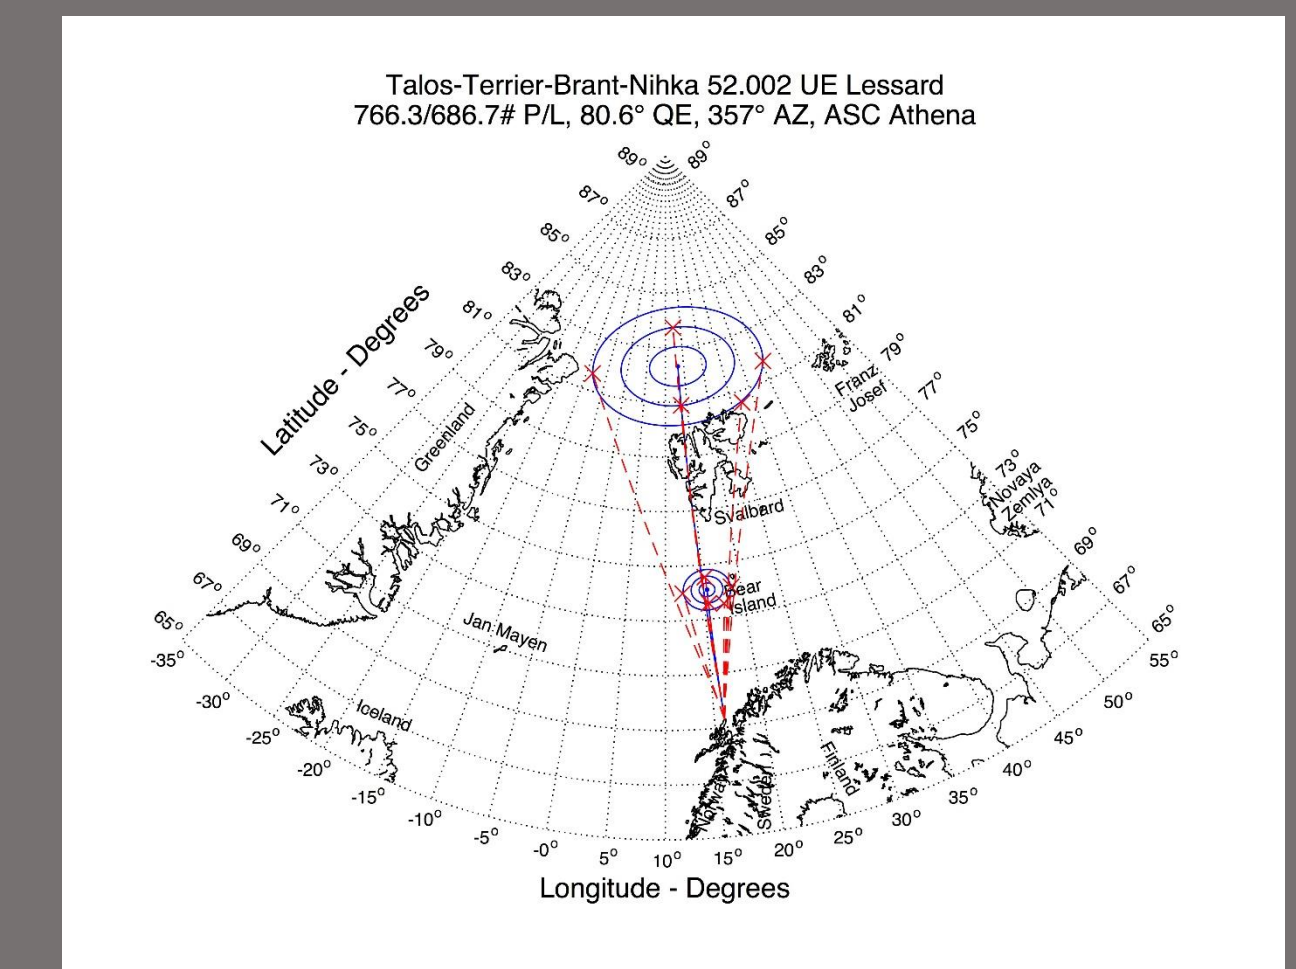 Talos-Terrier-Brant-Nihka 52.002 UE Lessard
766.3/686.7# P/L, 80.6° QE, 357° AZ, ASC Athena
89°
89°
87°
87°
85°
85°
83°
83°
81°
81°
79°
79°
77°
77°
75°
75°
73°
73°
71°
71°
69°
69°
67°
67°
65°
65°
Latitude - Degrees
Greenland
Franz
Josef
Novaya
Zemlya
Svalbard
Bear
Island
Jan Mayen
Iceland
Norway
Sweden
Finland
-35°
-30°
-25°
-20°
-15°
-10°
-5°
-0°
5°
10°
15°
20°
25°
30°
35°
40°
45°
50°
55°
Longitude - Degrees